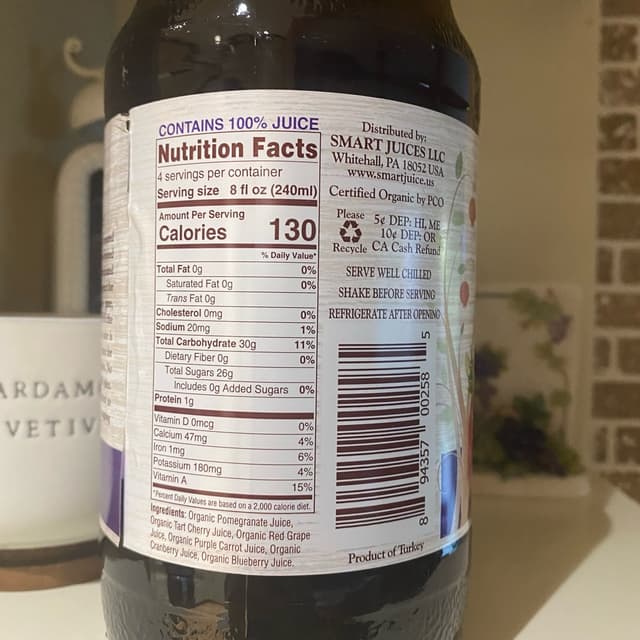 CONTAINS 100% JUICE
Nutrition Facts
4 servings per container
Serving size 8 fl oz (240ml)
Amount Per Serving
Calories 130
% Daily Value*
Total Fat 0g 0%
Saturated Fat 0g 0%
Trans Fat 0g
Cholesterol 0mg 0%
Sodium 20mg 1%
Total Carbohydrate 30g 11%
Dietary Fiber 0g 0%
Total Sugars 26g
Includes 0g Added Sugars 0%
Protein 1g
Vitamin D 0mcg 0%
Calcium 47mg 4%
Iron 1mg 6%
Potassium 180mg 4%
Vitamin A 15%
*Percent Daily Values are based on a 2,000 calorie diet.
Ingredients: Organic Pomegranate Juice,
Organic Tart Cherry Juice, Organic Red Grape
Juice, Organic Purple Carrot Juice, Organic
Cranberry Juice, Organic Blueberry Juice.
Distributed by:
SMART JUICES LLC
Whitehall, PA 18052 USA
www.smartjuice.us
Certified Organic by PCO
Please
Recycle
5¢ DEP: HI, ME
10¢ DEP: OR
CA Cash Refund
SERVE WELL CHILLED
SHAKE BEFORE SERVING
REFRIGERATE AFTER OPENING
8 94357 00258 5
Product of Turkey
ARDAM
VETIV